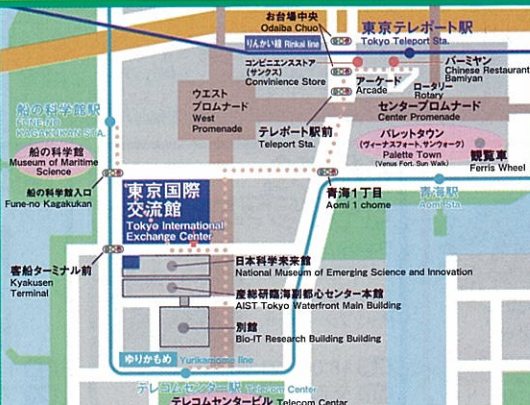 お台場中央
Odaiba Chuo
りんかい線 Rinkai line
東京テレポート駅
Tokyo Teleport Sta.
コンビニエンスストア
(サンクス)
Convinience Store
アーケード
Arcade
バーミヤン
Chinese Restaurant
Bamiyan
ロータリー
Rotary
ウエスト
プロムナード
West
Promenade
センタープロムナード
Center Promenade
テレポート駅前
Teleport Sta.
パレットタウン
(ヴィーナスフォート、サンウォーク)
Palette Town
(Venus Fort, Sun Walk)
観覧車
Ferris Wheel
船の科学館駅
FUNE-NO
KAGAKUKAN STA.
船の科学館
Museum of Maritime
Science
船の科学館入口
Fune-no Kagakukan
東京国際
交流館
Tokyo International
Exchange Center
青海1丁目
Aomi 1 chome
青海駅
Aomi Sta.
客船ターミナル前
Kyakusen
Terminal
日本科学未来館
National Museum of Emerging Science and Innovation
産総研臨海副都心センター本館
AIST Tokyo Waterfront Main Building
別館
Bio-IT Research Building Building
ゆりかもめ Yurikamome line
テレコムセンター駅 Telecom Center
テレコムセンタービル Telecom Centar